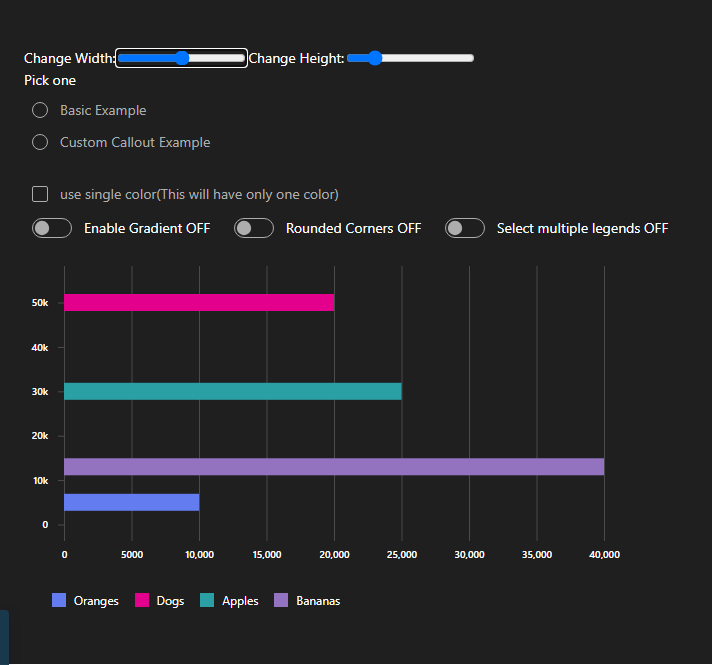 Change Width: Change Height:
Pick one
Basic Example
Custom Callout Example
use single color(This will have only one color)
Enable Gradient OFF Rounded Corners OFF Select multiple legends OFF
50k
40k
30k
20k
10k
0
0 5000 10,000 15,000 20,000 25,000 30,000 35,000 40,000
Oranges Dogs Apples Bananas